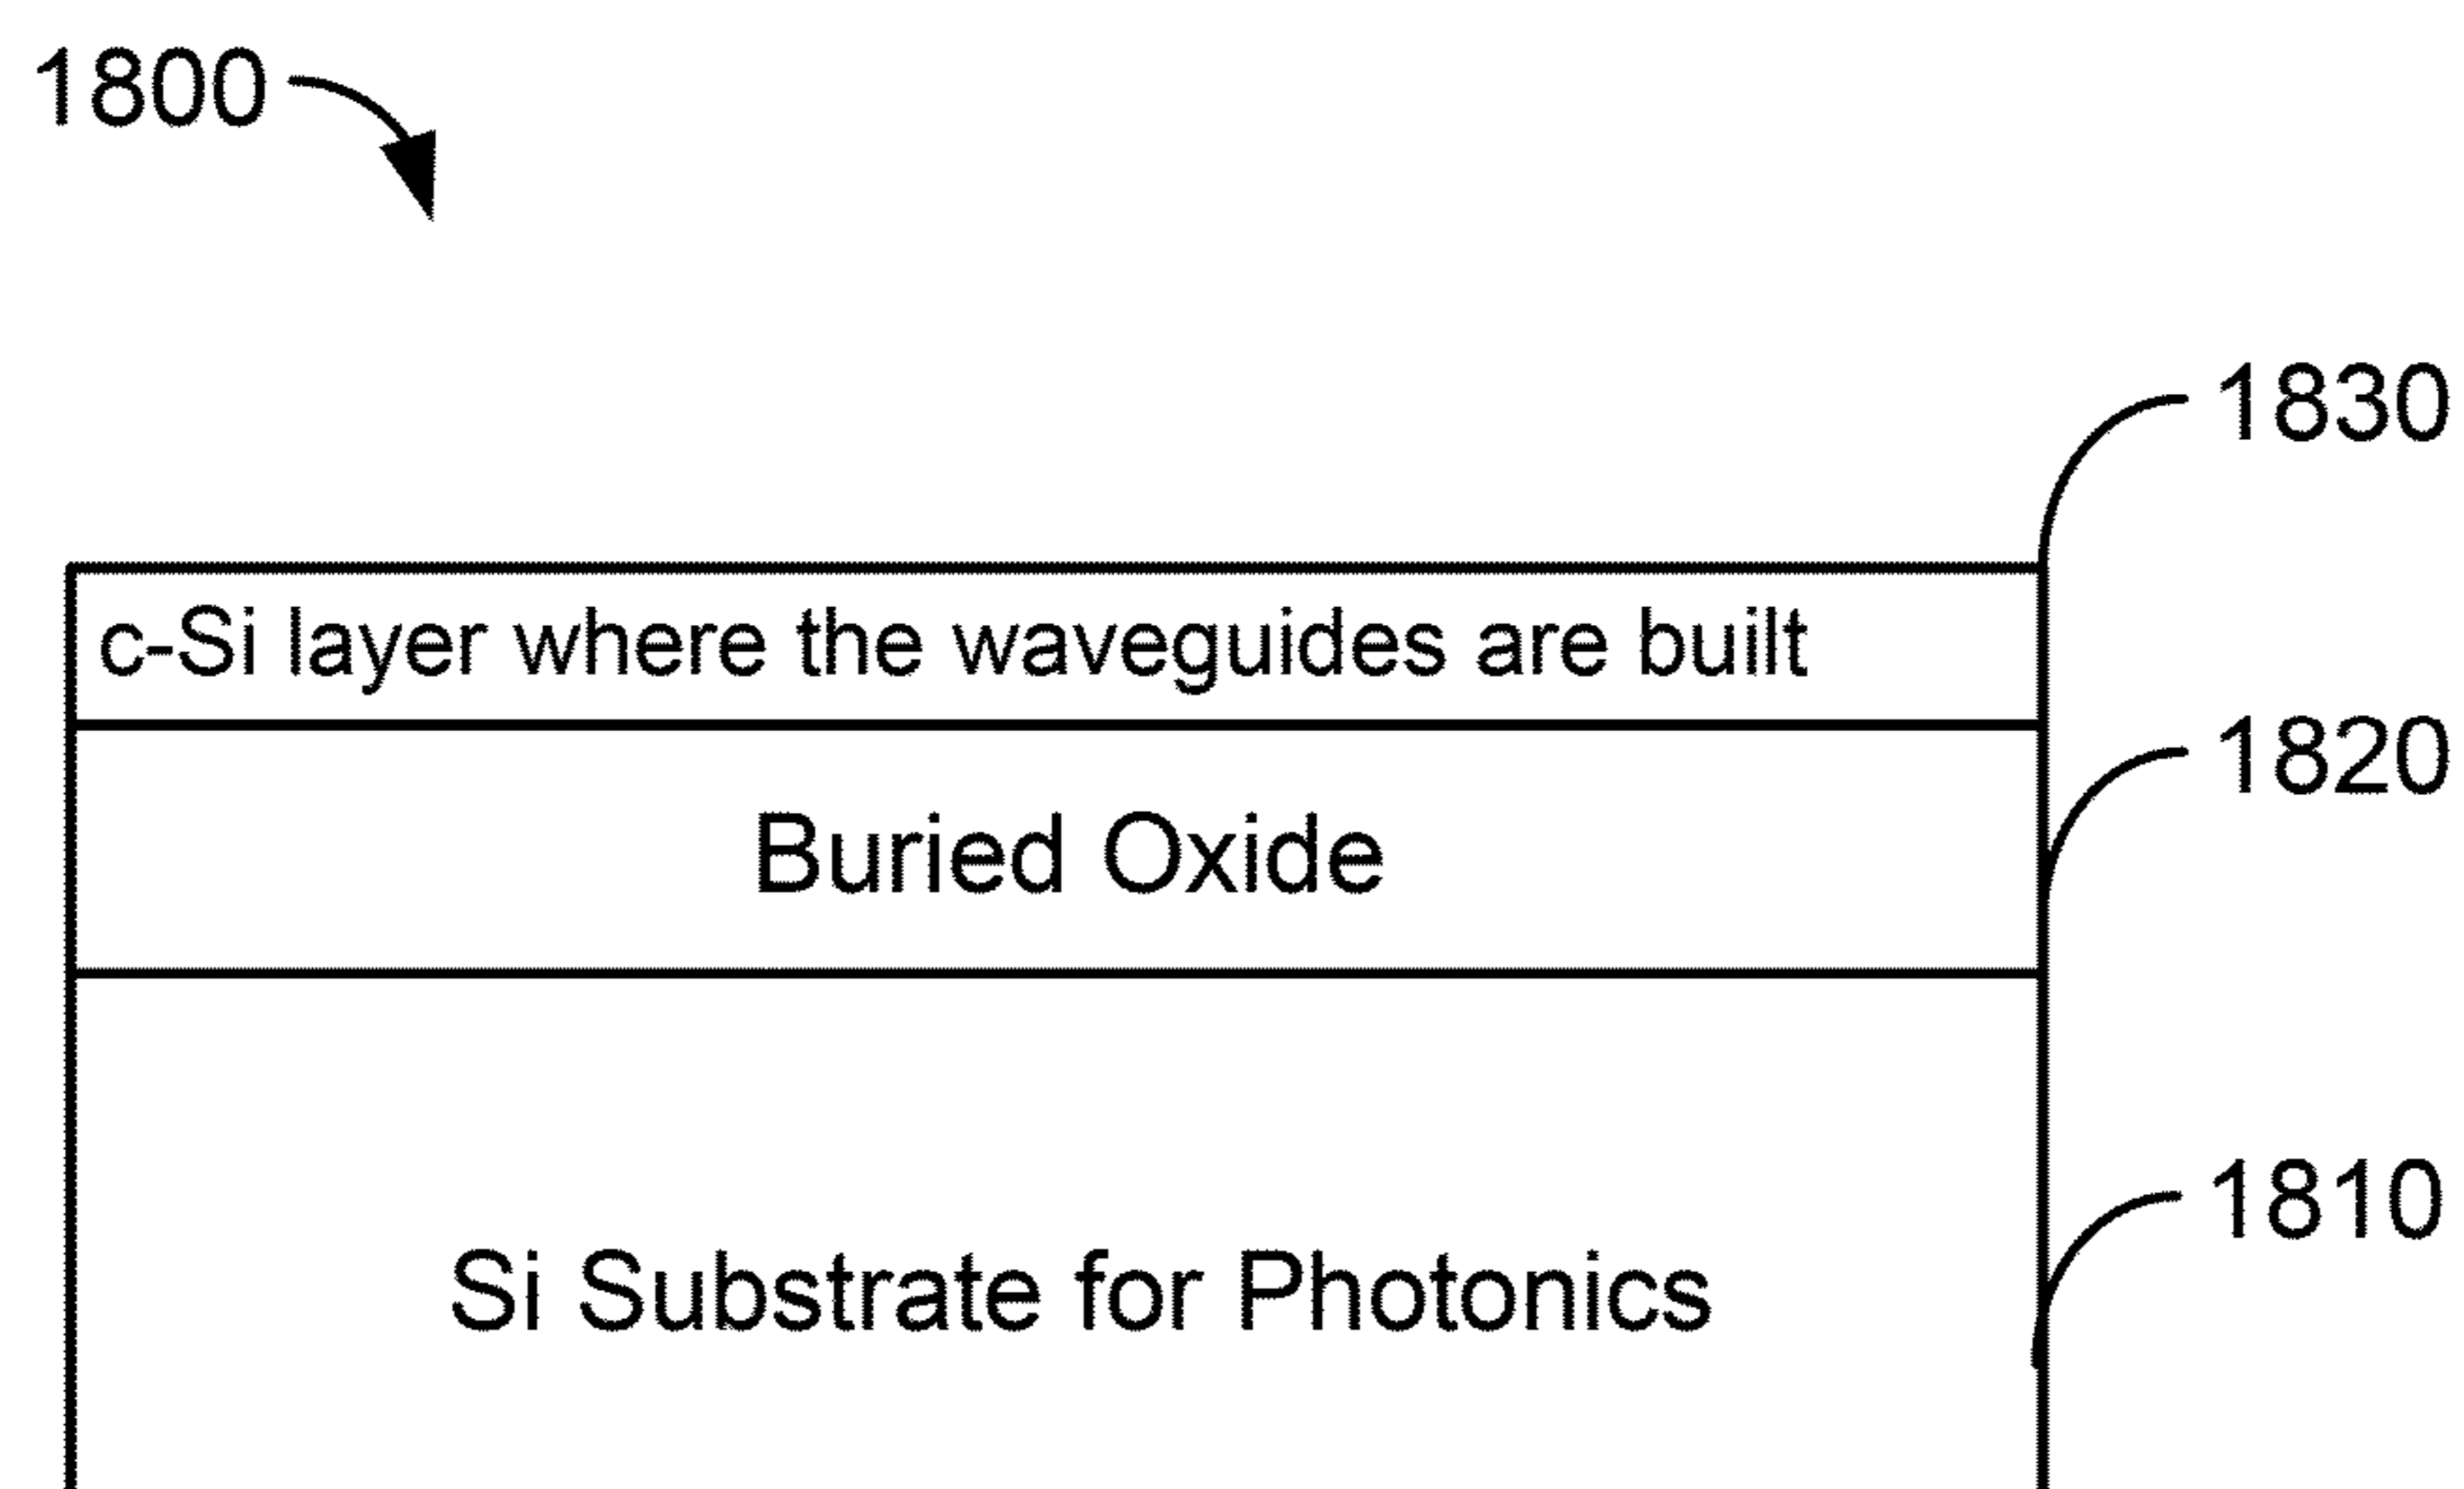 1800
1830
c-Si layer where the waveguides are built
1820
Buried Oxide
1810
Si Substrate for Photonics